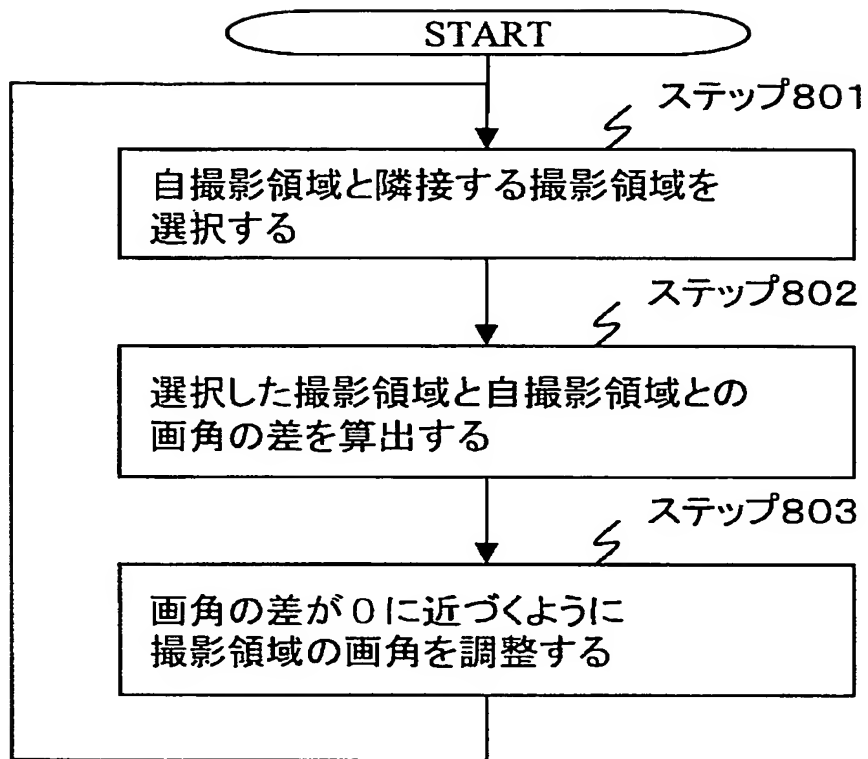 START
ステップ801
自撮影領域と隣接する撮影領域を
選択する
ステップ802
選択した撮影領域と自撮影領域との
画角の差を算出する
ステップ803
画角の差が0に近づくように
撮影領域の画角を調整する